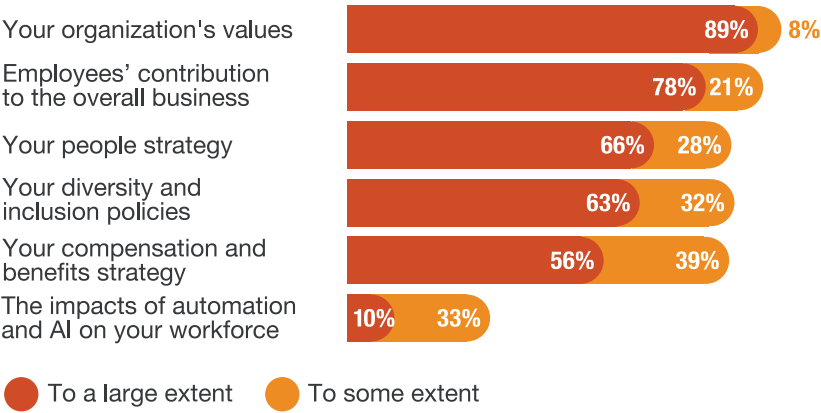 Your organization's values
89%
8%
Employees’ contribution
to the overall business
78%
21%
Your people strategy
66%
28%
Your diversity and
inclusion policies
63%
32%
Your compensation and
benefits strategy
56%
39%
The impacts of automation
and AI on your workforce
10%
33%
To a large extent
To some extent